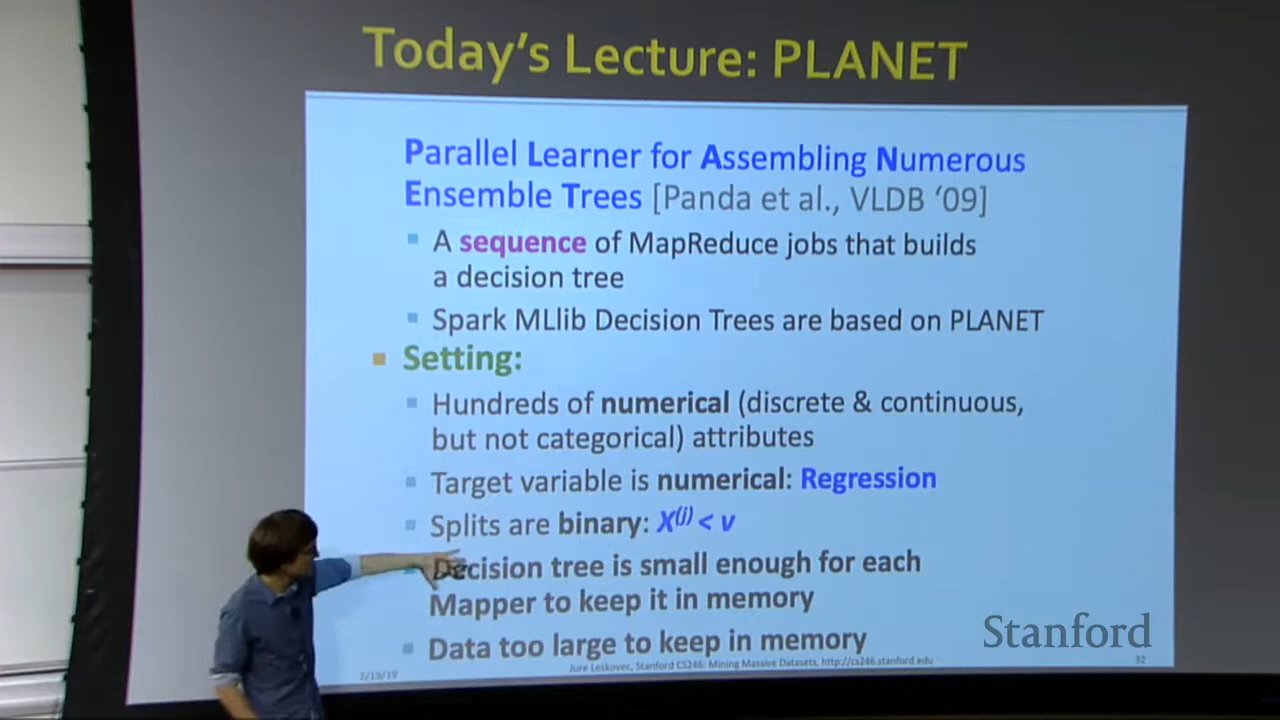 Today's Lecture: PLANET
Parallel Learner for Assembling Numerous
Ensemble Trees [Panda et al., VLDB '09]
A sequence of MapReduce jobs that builds
a decision tree
Spark MLlib Decision Trees are based on PLANET
Setting:
Hundreds of numerical (discrete & continuous,
but not categorical) attributes
Target variable is numerical: Regression
Splits are binary: X(j) < v
Decision tree is small enough for each
Mapper to keep it in memory
Data too large to keep in memory
Stanford
2/19/19
Jure Leskovec, Stanford CS246: Mining Massive Datasets, http://cs246.stanford.edu
32